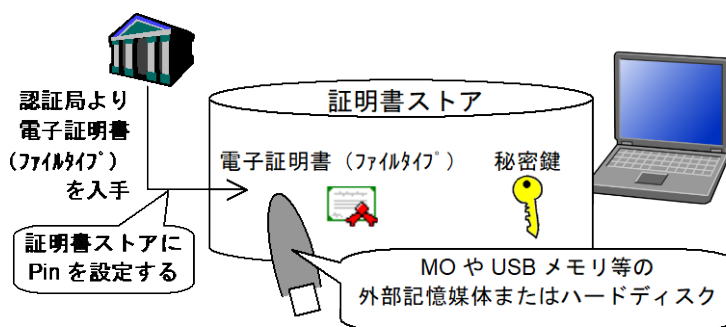 認証局より
電子証明書
(ﾌｧｲﾙﾀｲﾌﾟ)
を入手
証明書ストアに
Pin を設定する
証明書ストア
電子証明書（ﾌｧｲﾙﾀｲﾌﾟ）
秘密鍵
MO や USB メモリ等の
外部記憶媒体またはハードディスク